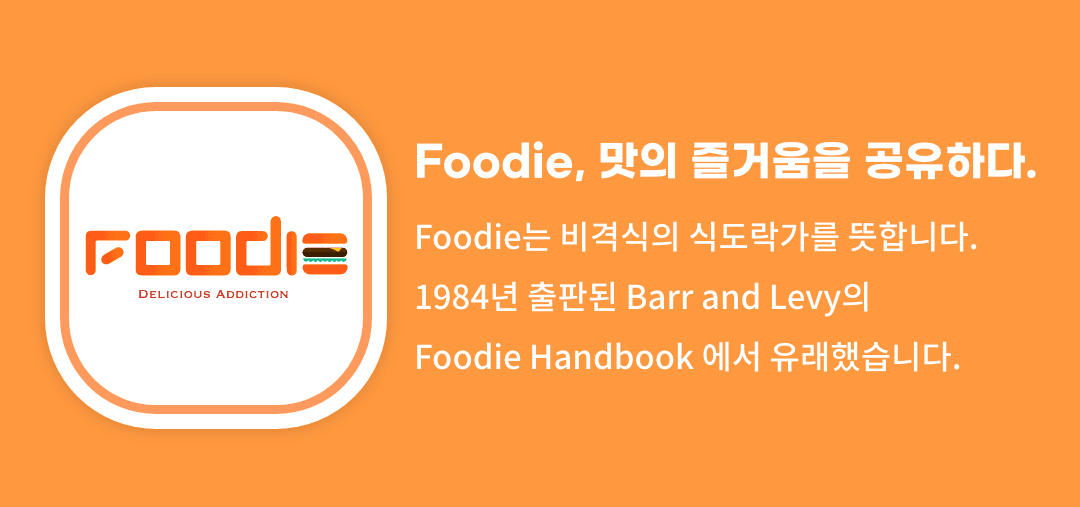 Foodie
DELICIOUS ADDICTION
Foodie, 맛의 즐거움을 공유하다.
Foodie는 비격식의 식도락가를 뜻합니다.
1984년 출판된 Barr and Levy의
Foodie Handbook 에서 유래했습니다.